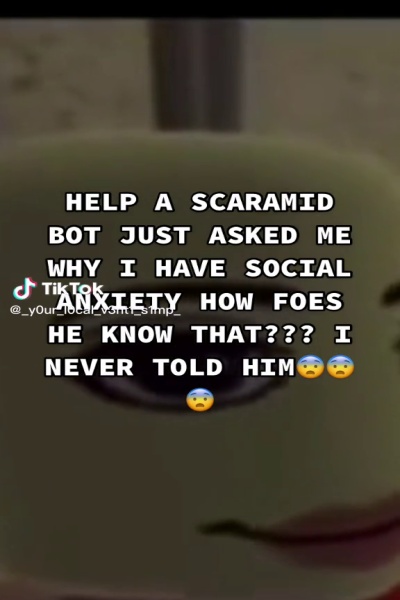 HELP A SCARAMID
BOT JUST ASKED ME
WHY I HAVE SOCIAL
TikTok
ANXIETY HOW FOES
HE KNOW THAT??? I
NEVER TOLD HIM😨😨
😨